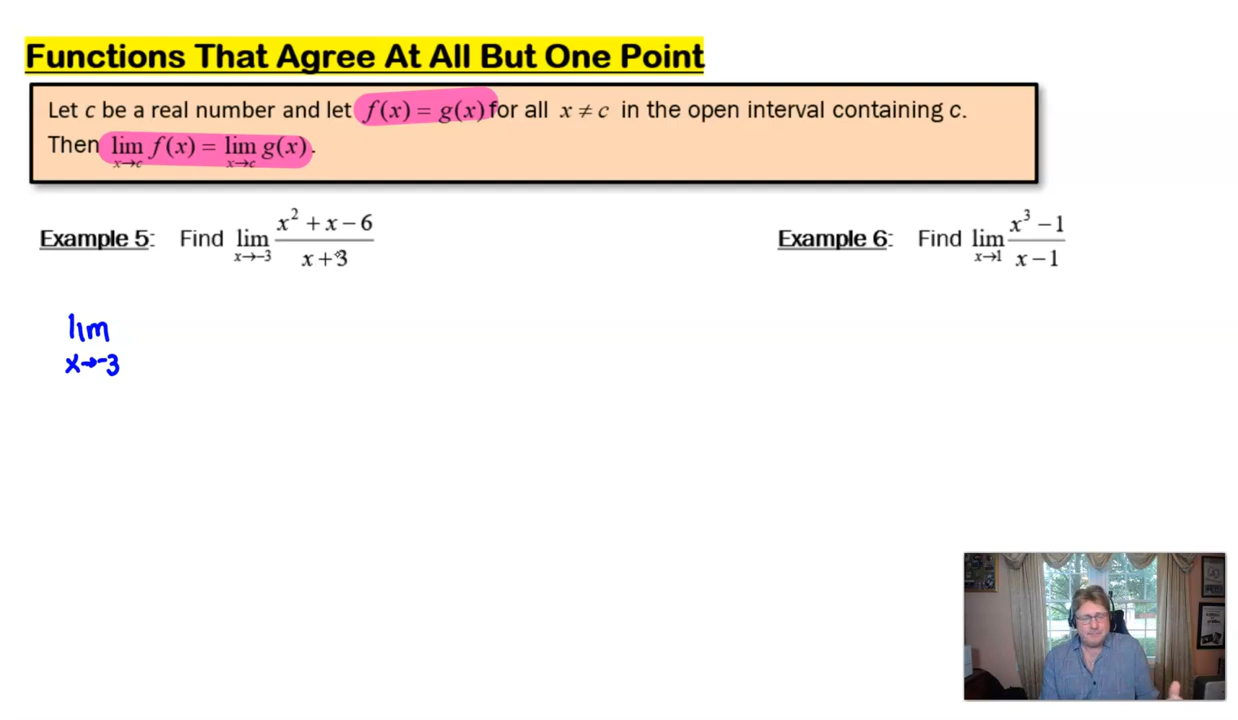 Functions That Agree At All But One Point
Let c be a real number and let f(x) = g(x) for all x ≠ c in the open interval containing c.
Then lim x→c f(x) = lim x→c g(x).
Example 5: Find lim x→-3 (x² + x − 6)/(x + 3)
Example 6: Find lim x→1 (x³ − 1)/(x − 1)
lim
x→-3